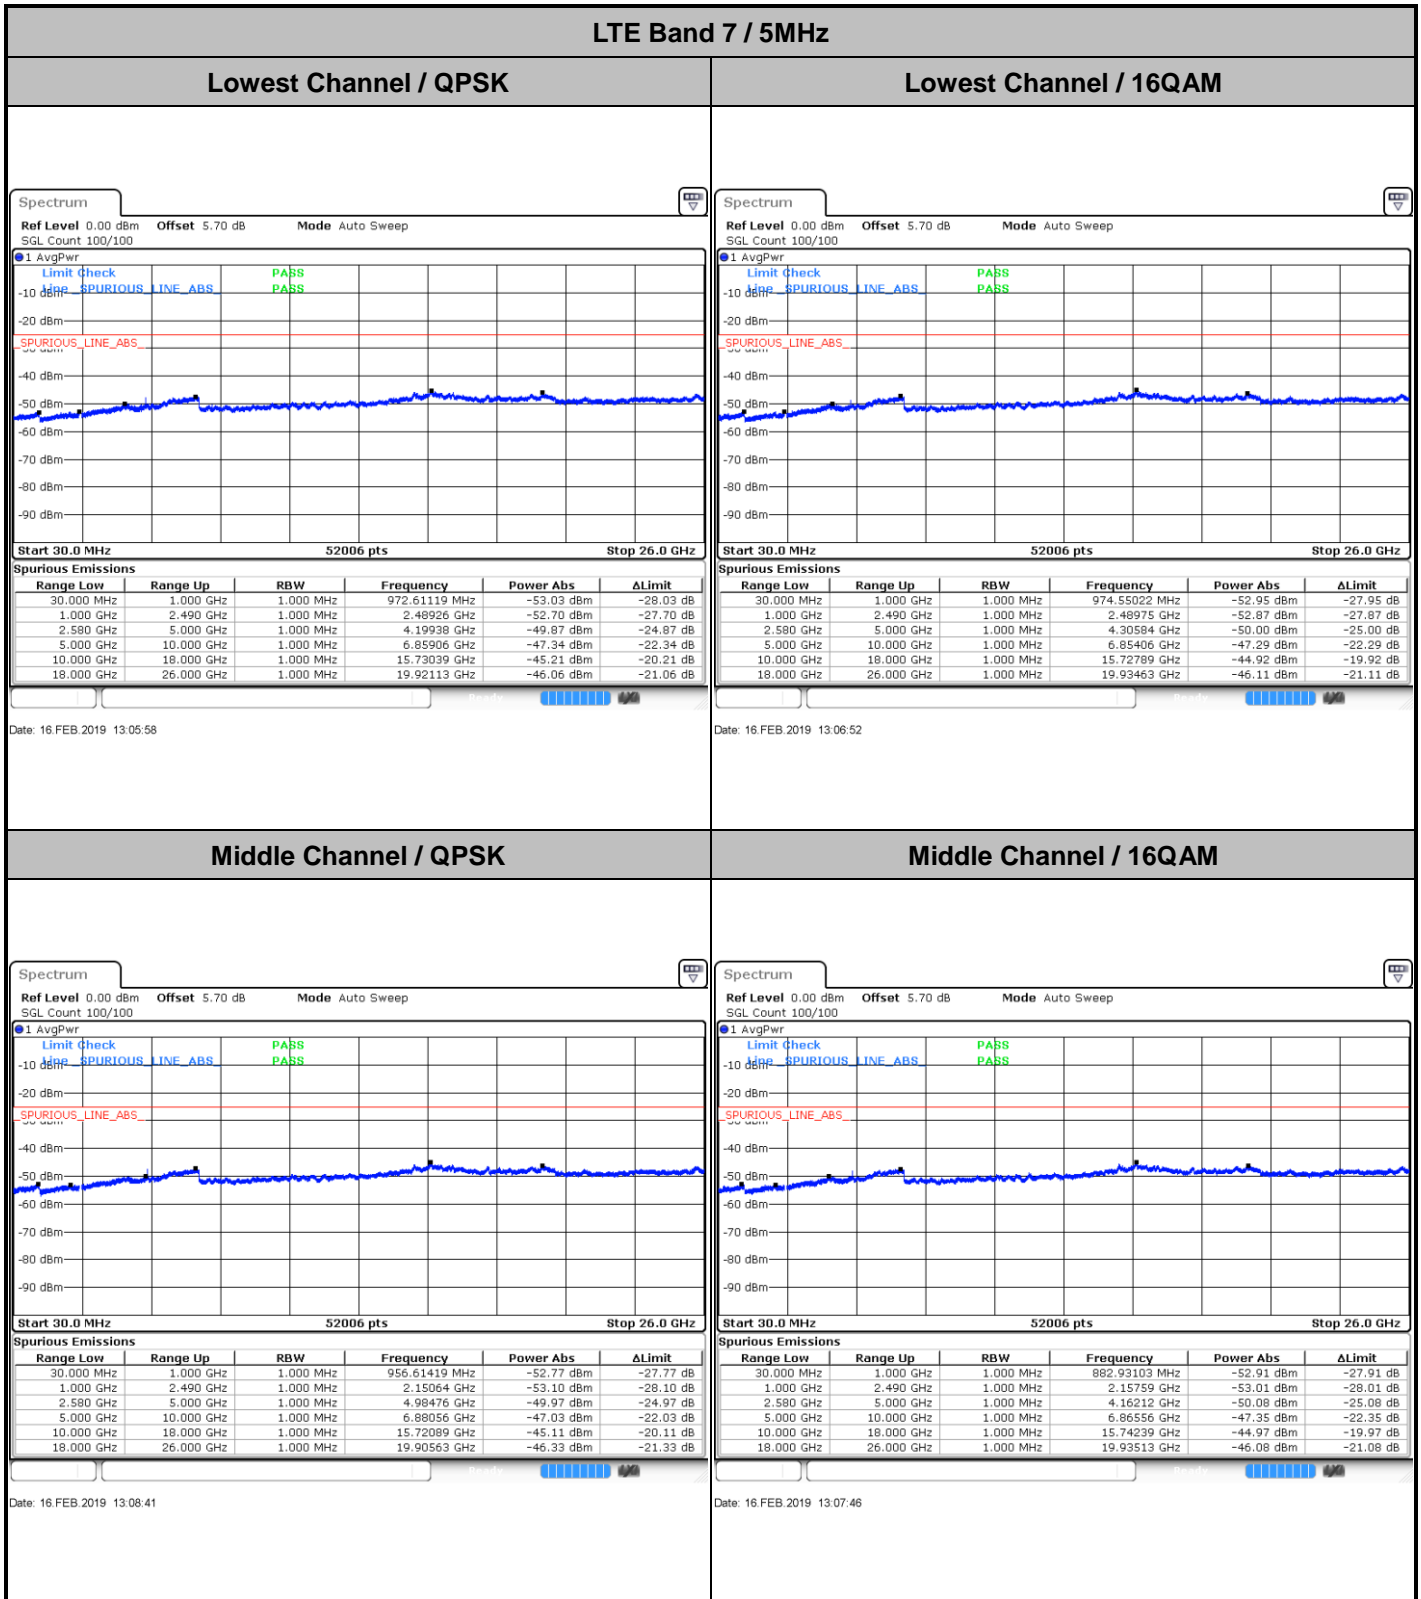 LTE Band 7 / 5MHz
Lowest Channel / QPSK
Lowest Channel / 16QAM
Spectrum
Ref Level 0.00 dBm Offset 5.70 dB Mode Auto Sweep
SGL Count 100/100
1 AvgPwr
Limit Check PASS
Line _SPURIOUS_LINE_ABS_ PASS
-10 dBm
-20 dBm
_SPURIOUS_LINE_ABS_
-40 dBm
-50 dBm
-60 dBm
-70 dBm
-80 dBm
-90 dBm
Start 30.0 MHz 52006 pts Stop 26.0 GHz
Spurious Emissions
Range Low Range Up RBW Frequency Power Abs ΔLimit
30.000 MHz 1.000 GHz 1.000 MHz 972.61119 MHz -53.03 dBm -28.03 dB
1.000 GHz 2.490 GHz 1.000 MHz 2.48926 GHz -52.70 dBm -27.70 dB
2.580 GHz 5.000 GHz 1.000 MHz 4.19938 GHz -49.87 dBm -24.87 dB
5.000 GHz 10.000 GHz 1.000 MHz 6.85906 GHz -47.34 dBm -22.34 dB
10.000 GHz 18.000 GHz 1.000 MHz 15.73039 GHz -45.21 dBm -20.21 dB
18.000 GHz 26.000 GHz 1.000 MHz 19.92113 GHz -46.06 dBm -21.06 dB
Date: 16.FEB.2019 13:05:58
Spectrum
Ref Level 0.00 dBm Offset 5.70 dB Mode Auto Sweep
SGL Count 100/100
1 AvgPwr
Limit Check PASS
Line _SPURIOUS_LINE_ABS_ PASS
-10 dBm
-20 dBm
_SPURIOUS_LINE_ABS_
-40 dBm
-50 dBm
-60 dBm
-70 dBm
-80 dBm
-90 dBm
Start 30.0 MHz 52006 pts Stop 26.0 GHz
Spurious Emissions
Range Low Range Up RBW Frequency Power Abs ΔLimit
30.000 MHz 1.000 GHz 1.000 MHz 974.55022 MHz -52.95 dBm -27.95 dB
1.000 GHz 2.490 GHz 1.000 MHz 2.48975 GHz -52.87 dBm -27.87 dB
2.580 GHz 5.000 GHz 1.000 MHz 4.30584 GHz -50.00 dBm -25.00 dB
5.000 GHz 10.000 GHz 1.000 MHz 6.85406 GHz -47.29 dBm -22.29 dB
10.000 GHz 18.000 GHz 1.000 MHz 15.72789 GHz -44.92 dBm -19.92 dB
18.000 GHz 26.000 GHz 1.000 MHz 19.93463 GHz -46.11 dBm -21.11 dB
Date: 16.FEB.2019 13:06:52
Middle Channel / QPSK
Middle Channel / 16QAM
Spectrum
Ref Level 0.00 dBm Offset 5.70 dB Mode Auto Sweep
SGL Count 100/100
1 AvgPwr
Limit Check PASS
Line _SPURIOUS_LINE_ABS_ PASS
-10 dBm
-20 dBm
_SPURIOUS_LINE_ABS_
-40 dBm
-50 dBm
-60 dBm
-70 dBm
-80 dBm
-90 dBm
Start 30.0 MHz 52006 pts Stop 26.0 GHz
Spurious Emissions
Range Low Range Up RBW Frequency Power Abs ΔLimit
30.000 MHz 1.000 GHz 1.000 MHz 956.61419 MHz -52.77 dBm -27.77 dB
1.000 GHz 2.490 GHz 1.000 MHz 2.15064 GHz -53.10 dBm -28.10 dB
2.580 GHz 5.000 GHz 1.000 MHz 4.98476 GHz -49.97 dBm -24.97 dB
5.000 GHz 10.000 GHz 1.000 MHz 6.88056 GHz -47.03 dBm -22.03 dB
10.000 GHz 18.000 GHz 1.000 MHz 15.72089 GHz -45.11 dBm -20.11 dB
18.000 GHz 26.000 GHz 1.000 MHz 19.90563 GHz -46.33 dBm -21.33 dB
Date: 16.FEB.2019 13:08:41
Spectrum
Ref Level 0.00 dBm Offset 5.70 dB Mode Auto Sweep
SGL Count 100/100
1 AvgPwr
Limit Check PASS
Line _SPURIOUS_LINE_ABS_ PASS
-10 dBm
-20 dBm
_SPURIOUS_LINE_ABS_
-40 dBm
-50 dBm
-60 dBm
-70 dBm
-80 dBm
-90 dBm
Start 30.0 MHz 52006 pts Stop 26.0 GHz
Spurious Emissions
Range Low Range Up RBW Frequency Power Abs ΔLimit
30.000 MHz 1.000 GHz 1.000 MHz 882.93103 MHz -52.91 dBm -27.91 dB
1.000 GHz 2.490 GHz 1.000 MHz 2.15759 GHz -53.01 dBm -28.01 dB
2.580 GHz 5.000 GHz 1.000 MHz 4.16212 GHz -50.08 dBm -25.08 dB
5.000 GHz 10.000 GHz 1.000 MHz 6.86556 GHz -47.35 dBm -22.35 dB
10.000 GHz 18.000 GHz 1.000 MHz 15.74239 GHz -44.97 dBm -19.97 dB
18.000 GHz 26.000 GHz 1.000 MHz 19.93513 GHz -46.08 dBm -21.08 dB
Date: 16.FEB.2019 13:07:46